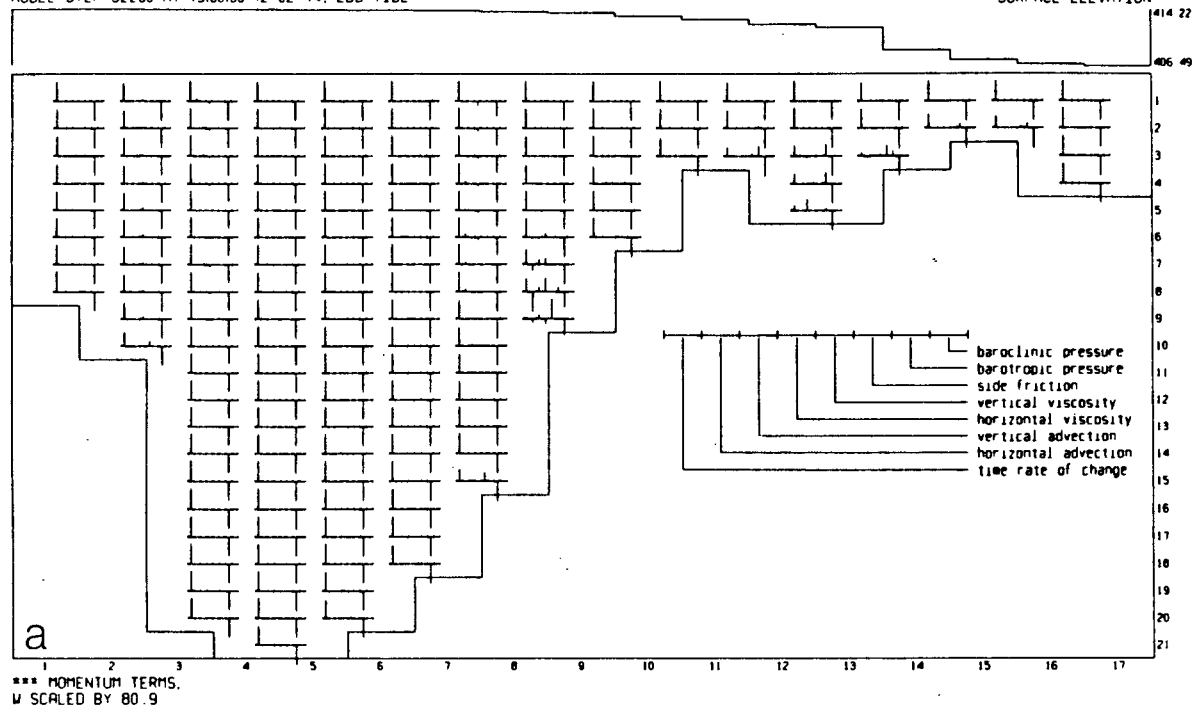 SURFACE ELEVATION
414 22
406 49
1
2
3
4
5
6
7
8
9
10
11
12
13
14
15
16
17
18
19
20
21
baroclinic pressure
barotropic pressure
side friction
vertical viscosity
horizontal viscosity
vertical advection
horizontal advection
time rate of change
a
1 2 3 4 5 6 7 8 9 10 11 12 13 14 15 16 17
*** MOMENTUM TERMS,
W SCALED BY 80.9